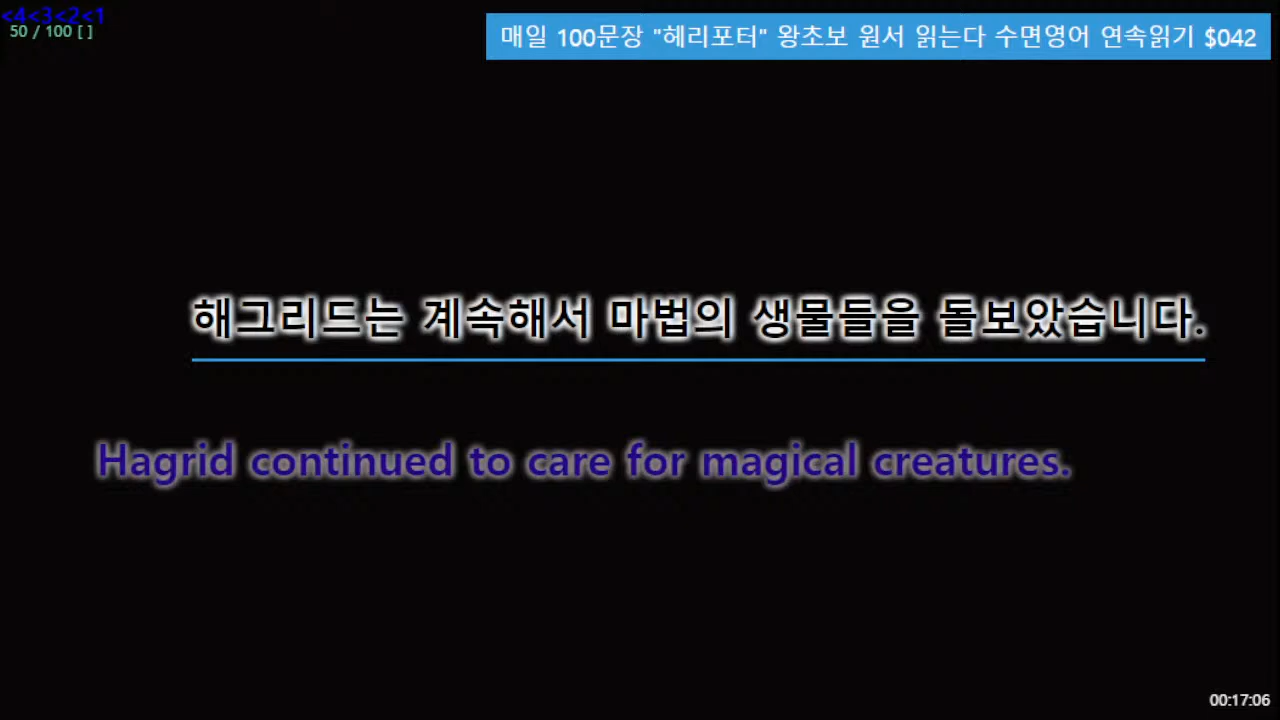 <4<3<2<1
50 / 100 [ ]
매일 100문장 "헤리포터" 왕초보 원서 읽는다 수면영어 연속읽기 $042
해그리드는 계속해서 마법의 생물들을 돌보았습니다.
Hagrid continued to care for magical creatures.
00:17:06